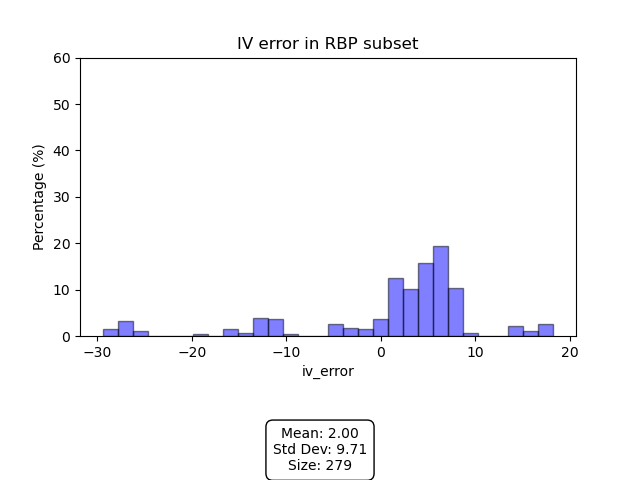 IV error in RBP subset
60
50
40
30
20
10
0
Percentage (%)
−30
−20
−10
0
10
20
iv_error
Mean: 2.00
Std Dev: 9.71
Size: 279